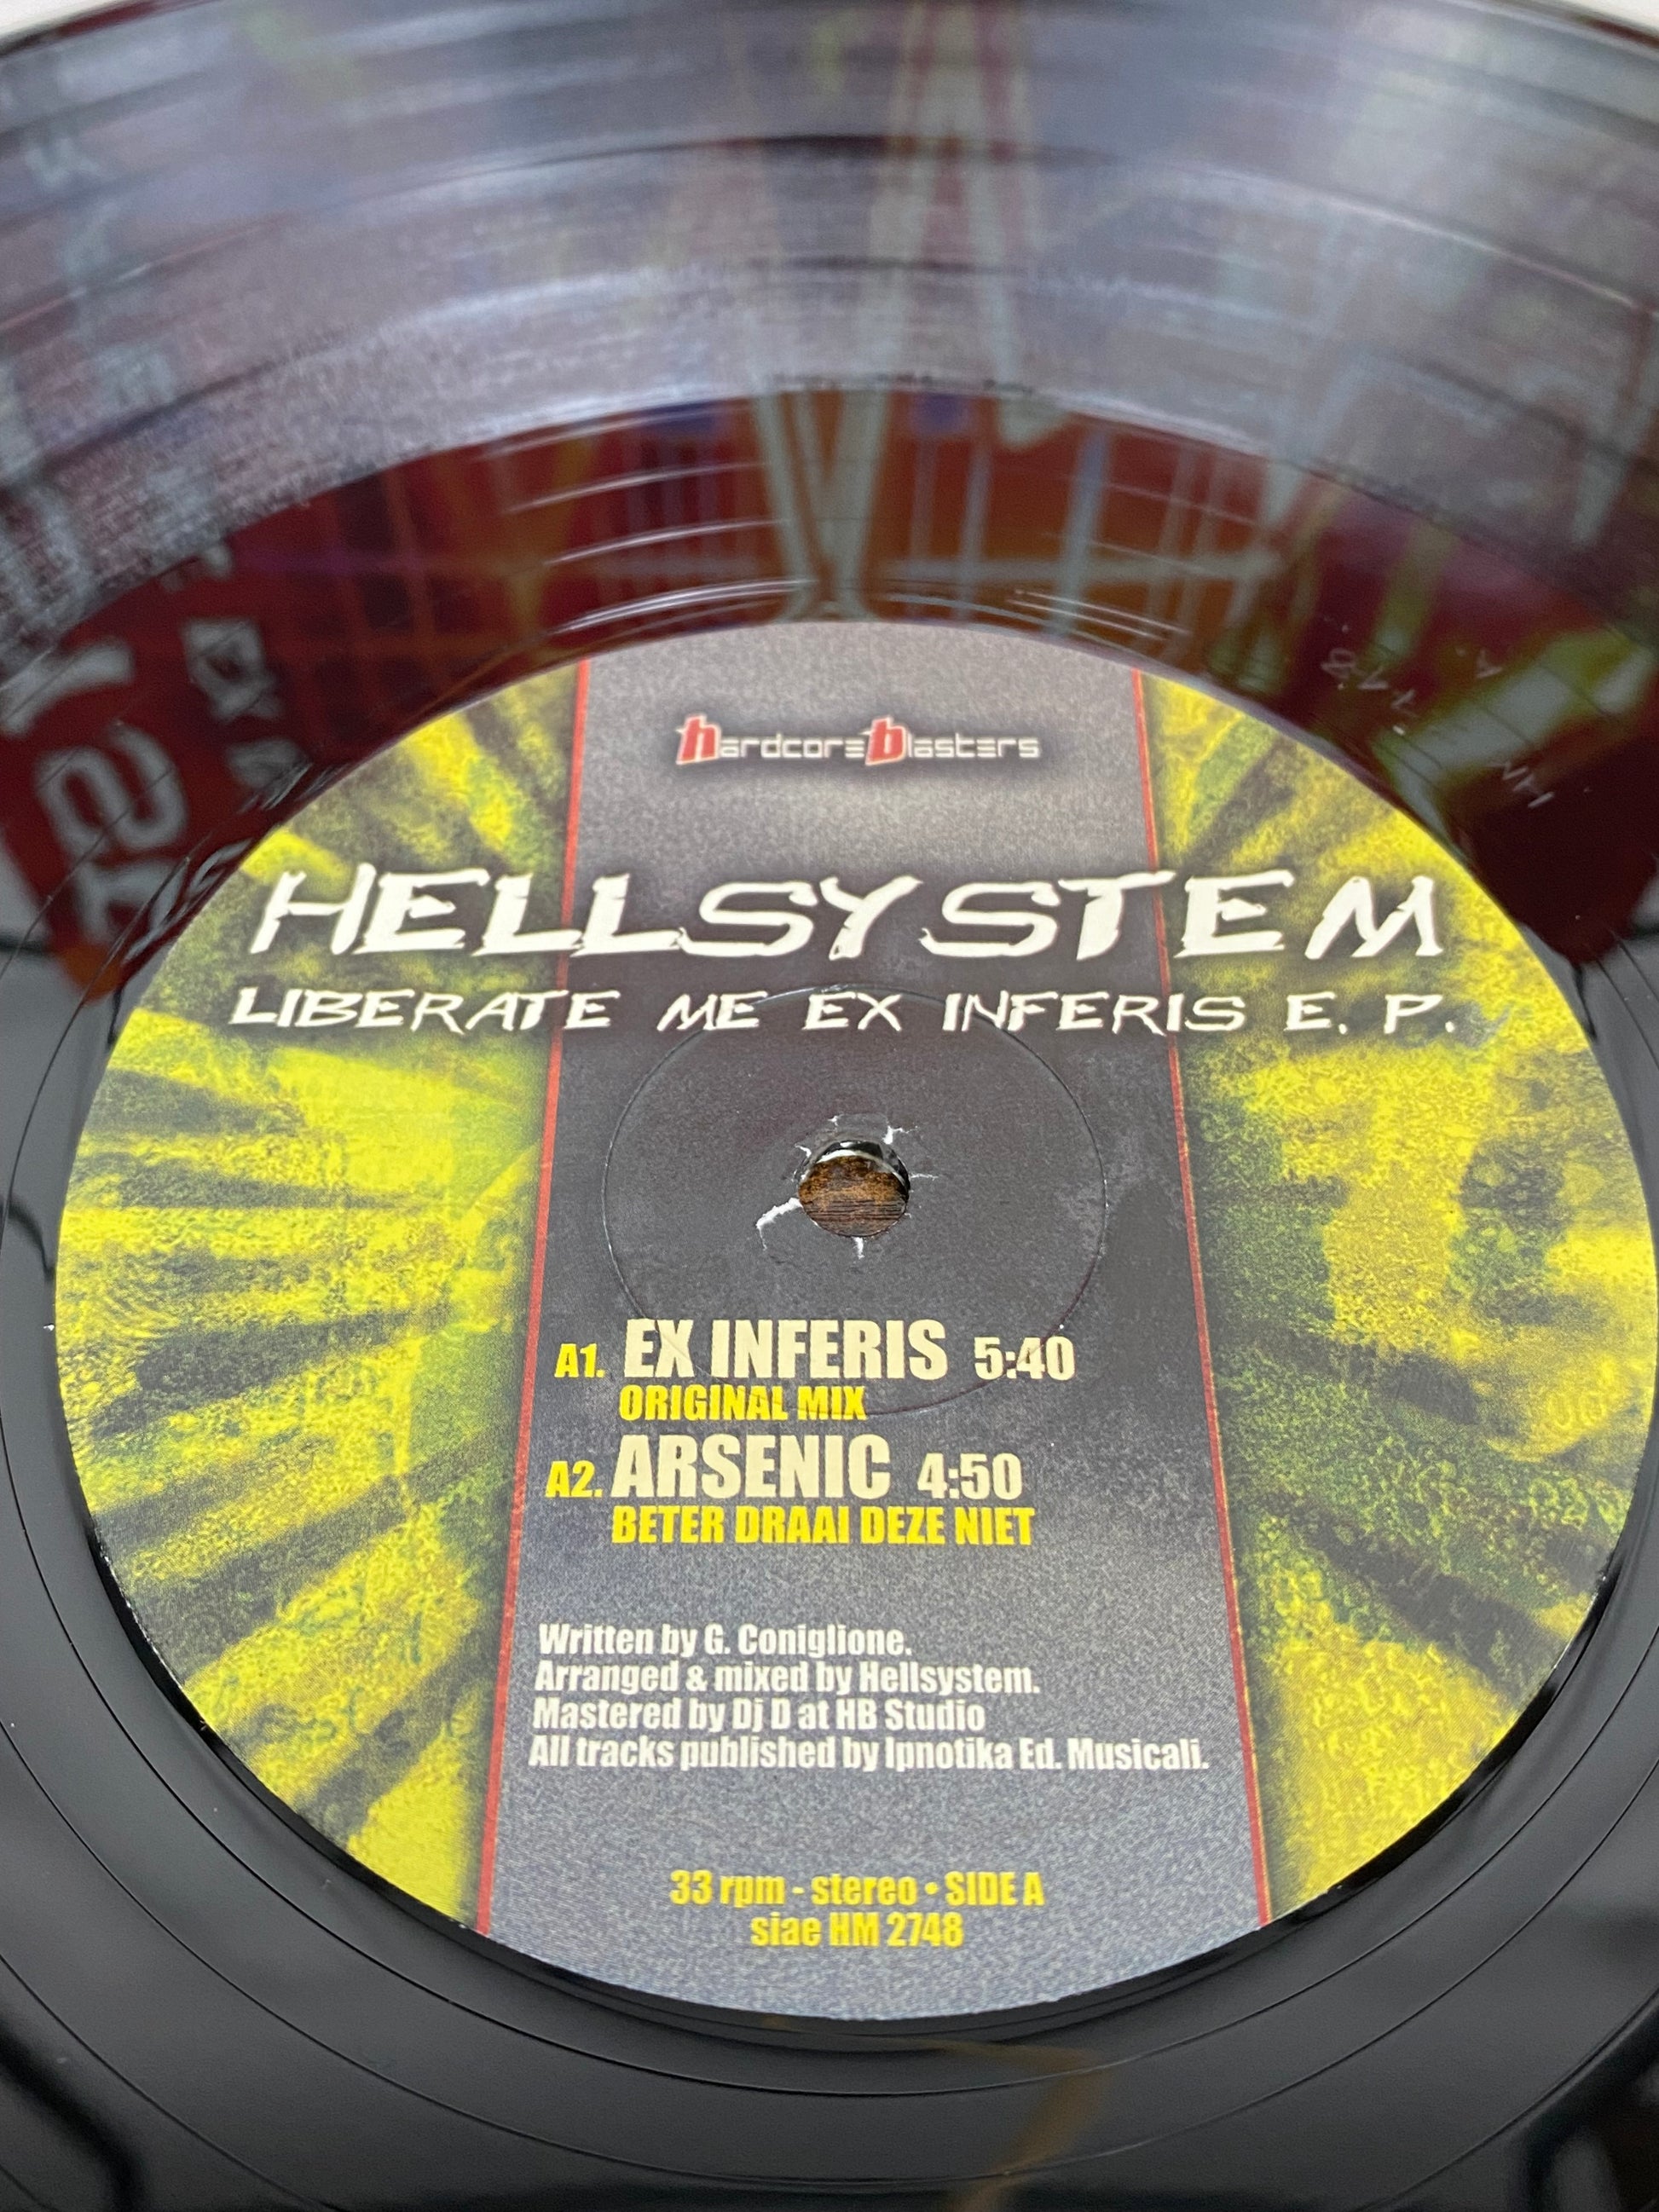 hardcoreblasters
HELLSYSTEM
LIBERATE ME EX INFERIS E.P.
A1. EX INFERIS 5:40
ORIGINAL MIX
A2. ARSENIC 4:50
BETER DRAAI DEZE NIET
Written by G. Coniglione.
Arranged & mixed by Hellsystem.
Mastered by Dj D at HB Studio
All tracks published by Ipnotika Ed. Musicali.
33 rpm - stereo • SIDE A
siae HM 2748